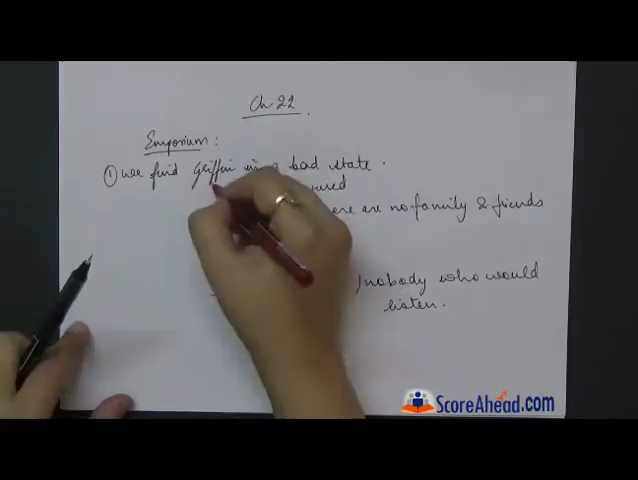 Ch 22.
Emporium :
① we find Griffin in a bad state.
are no family & friends
/nobody who would
listen.
ScoreAhead.com